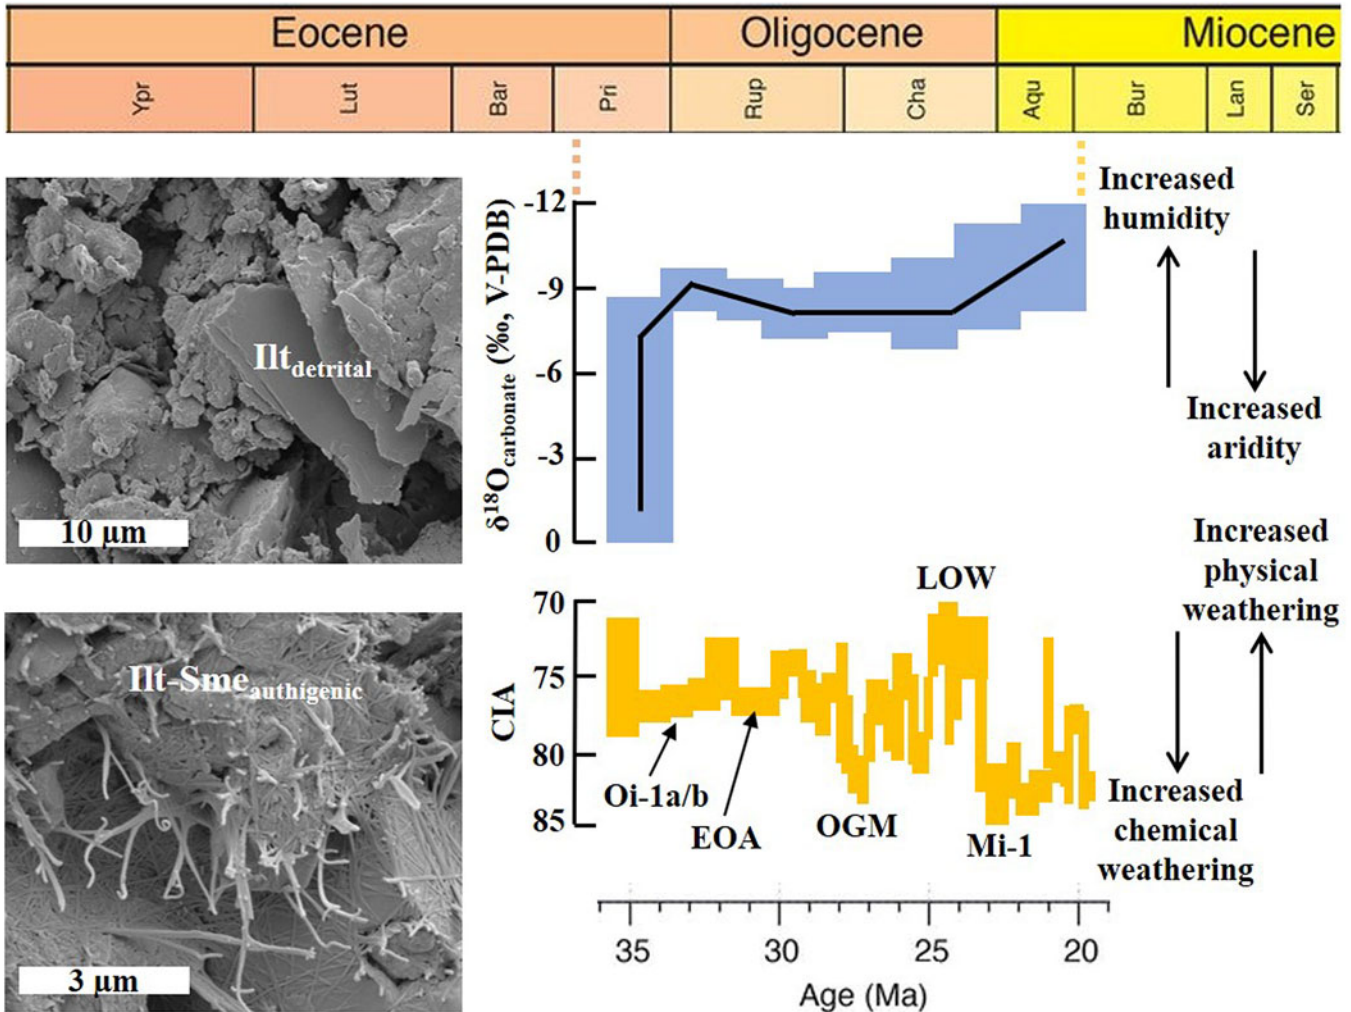 Eocene Oligocene Miocene
Ypr Lut Bar Pri Rup Cha Aqu Bur Lan Ser
Ilt detrital
10 μm
Ilt-Sme authigenic
3 μm
δ18O carbonate (‰, V-PDB)
-12
-9
-6
-3
0
Increased
humidity
Increased
aridity
CIA
70
75
80
85
LOW
Oi-1a/b
EOA
OGM
Mi-1
Increased
physical
weathering
Increased
chemical
weathering
35 30 25 20
Age (Ma)